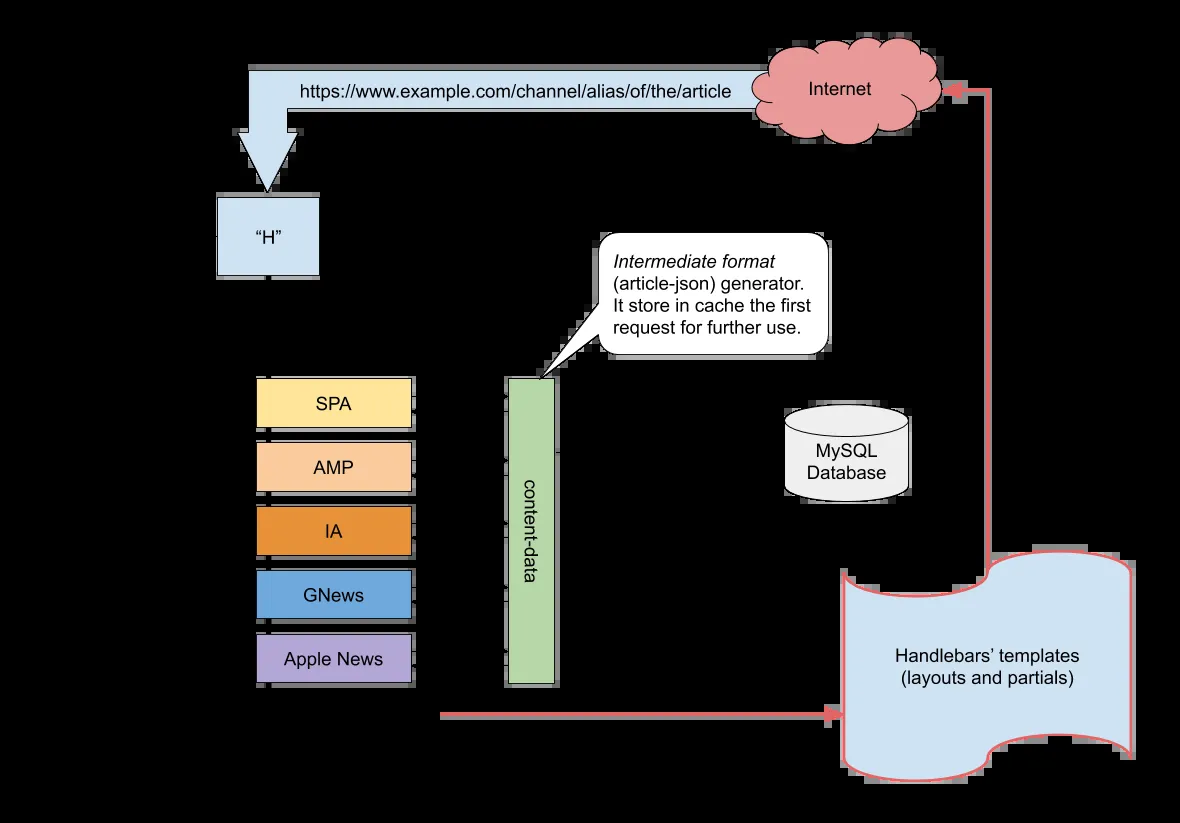 https://www.example.com/channel/alias/of/the/article
Internet
“H”
Intermediate format
(article-json) generator.
It store in cache the first
request for further use.
SPA
AMP
IA
GNews
Apple News
content-data
MySQL
Database
Handlebars’ templates
(layouts and partials)